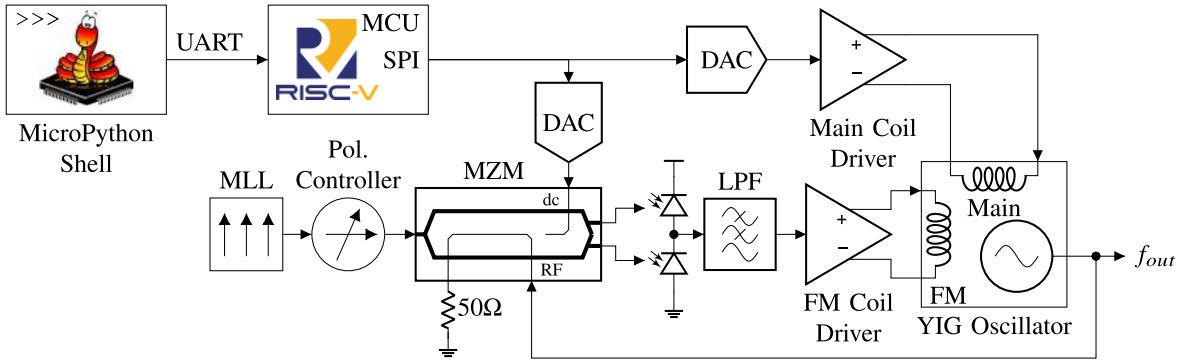 >>>
MicroPython
Shell
UART
RISC-V
MCU
SPI
DAC
DAC
+
−
Main Coil
Driver
MLL
Pol.
Controller
MZM
dc
RF
50Ω
LPF
+
−
FM Coil
Driver
Main
FM
YIG Oscillator
fout